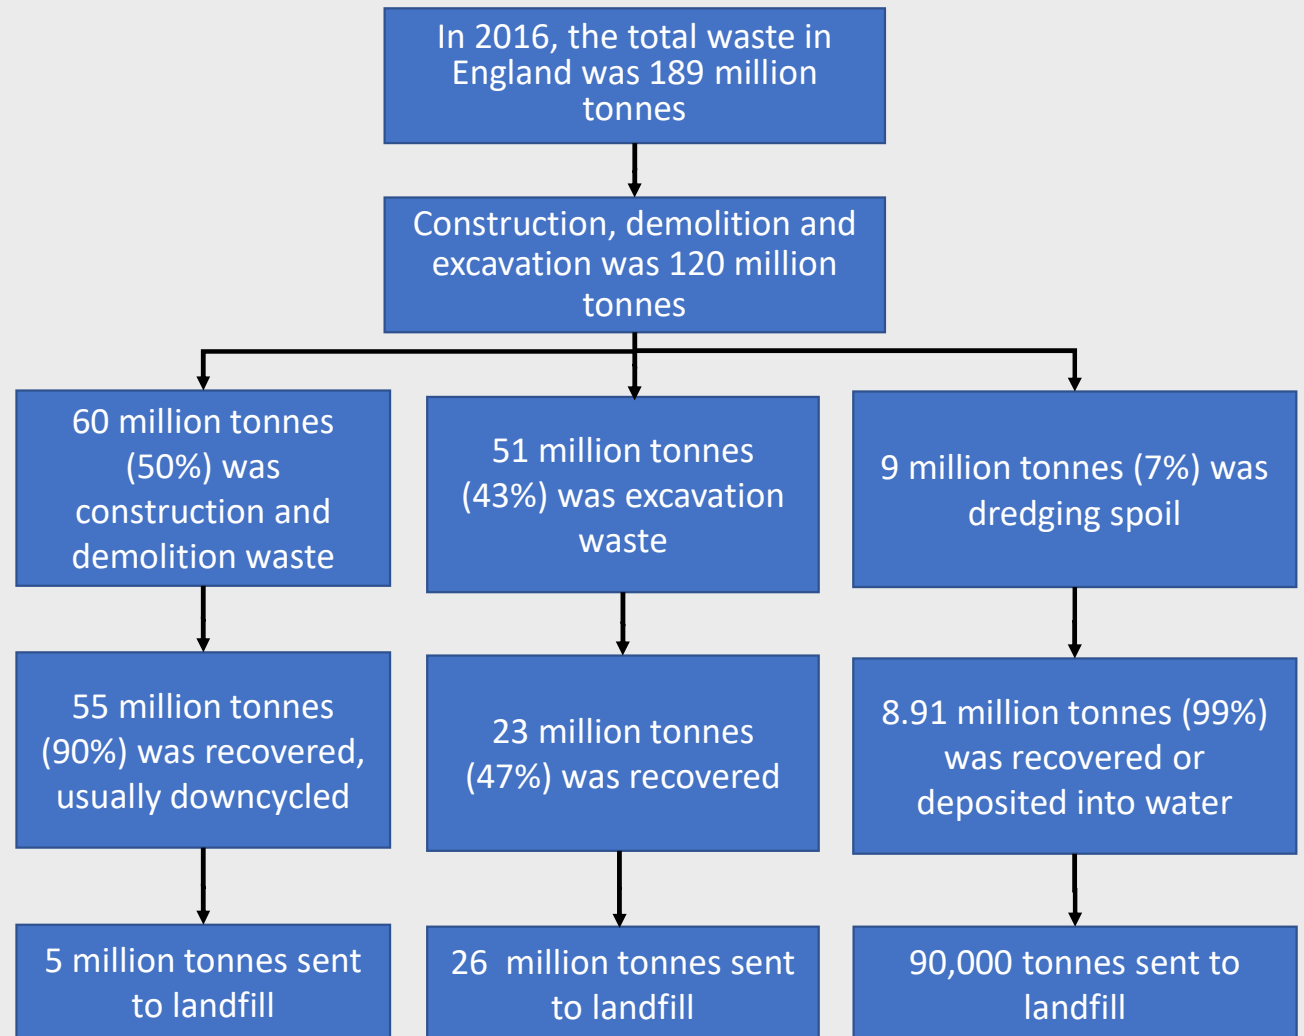 In 2016, the total waste in
England was 189 million
tonnes
Construction, demolition and
excavation was 120 million
tonnes
60 million tonnes
(50%) was
construction and
demolition waste
51 million tonnes
(43%) was excavation
waste
9 million tonnes (7%) was
dredging spoil
55 million tonnes
(90%) was recovered,
usually downcycled
23 million tonnes
(47%) was recovered
8.91 million tonnes (99%)
was recovered or
deposited into water
5 million tonnes sent
to landfill
26  million tonnes sent
to landfill
90,000 tonnes sent to
landfill